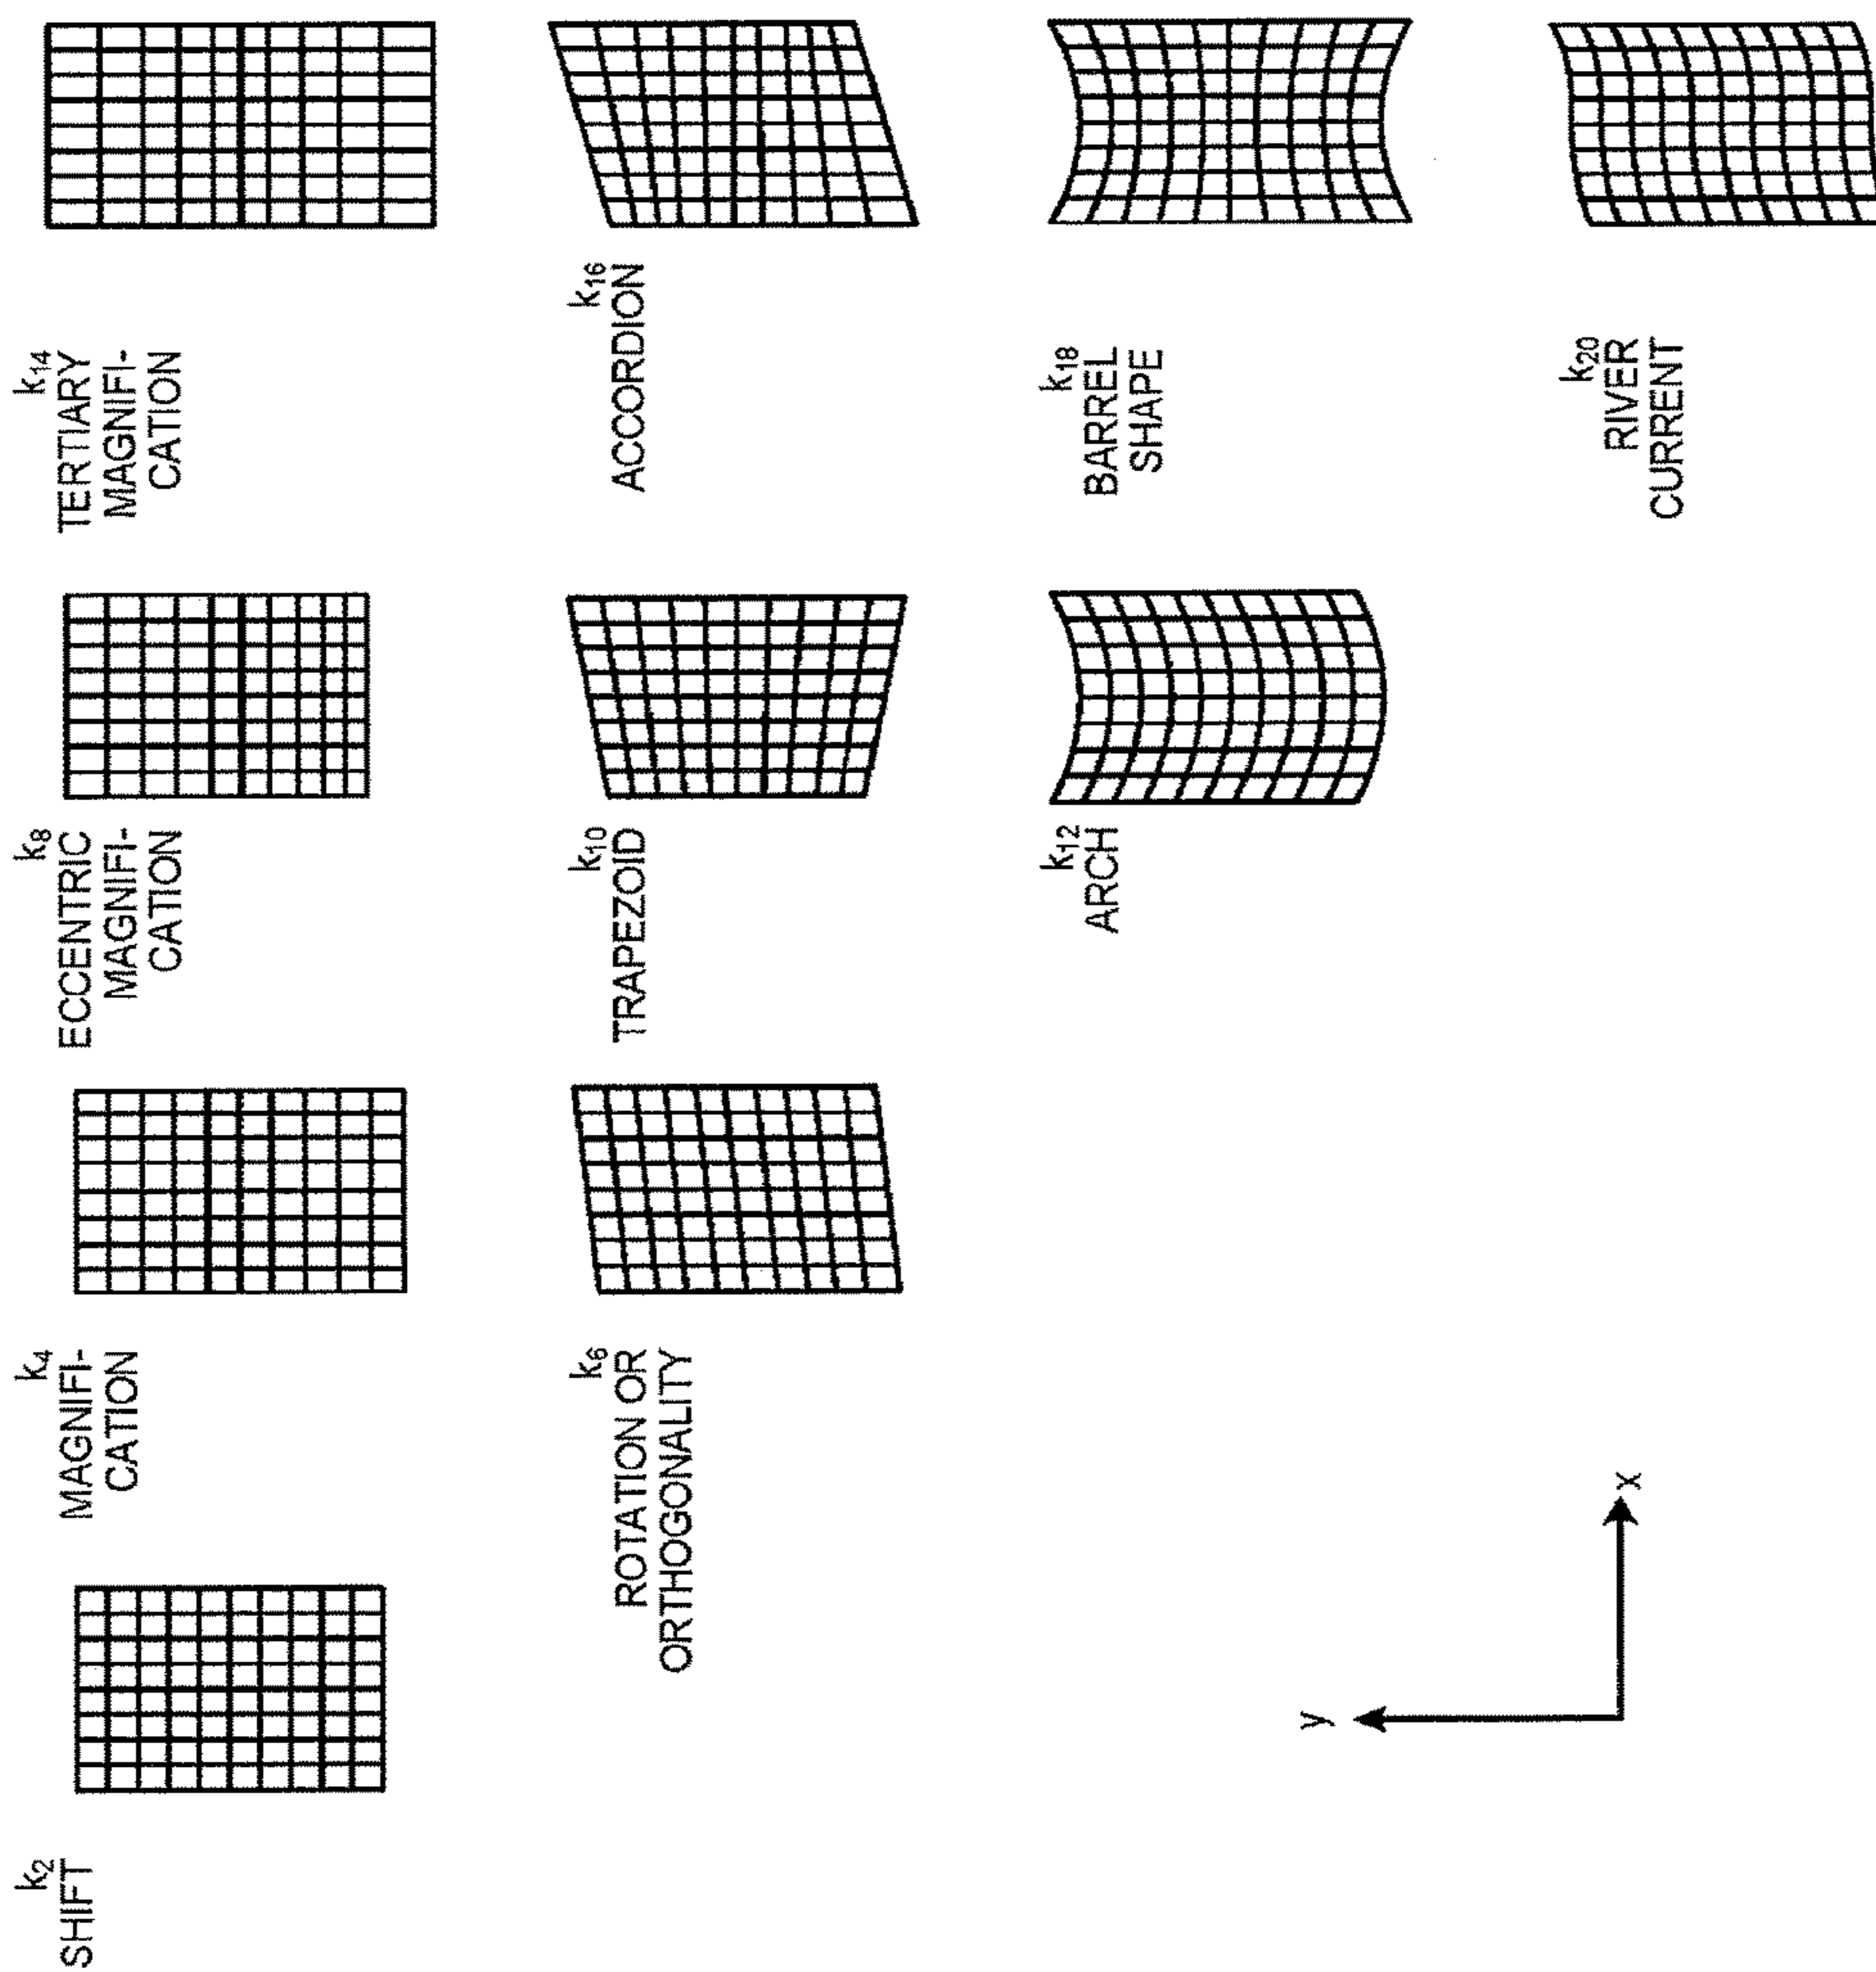 k₂
SHIFT
k₄
MAGNIFI-
CATION
k₈
ECCENTRIC
MAGNIFI-
CATION
k₁₄
TERTIARY
MAGNIFI-
CATION
k₆
ROTATION OR
ORTHOGONALITY
k₁₀
TRAPEZOID
k₁₆
ACCORDION
k₁₂
ARCH
k₁₈
BARREL
SHAPE
k₂₀
RIVER
CURRENT
y
x